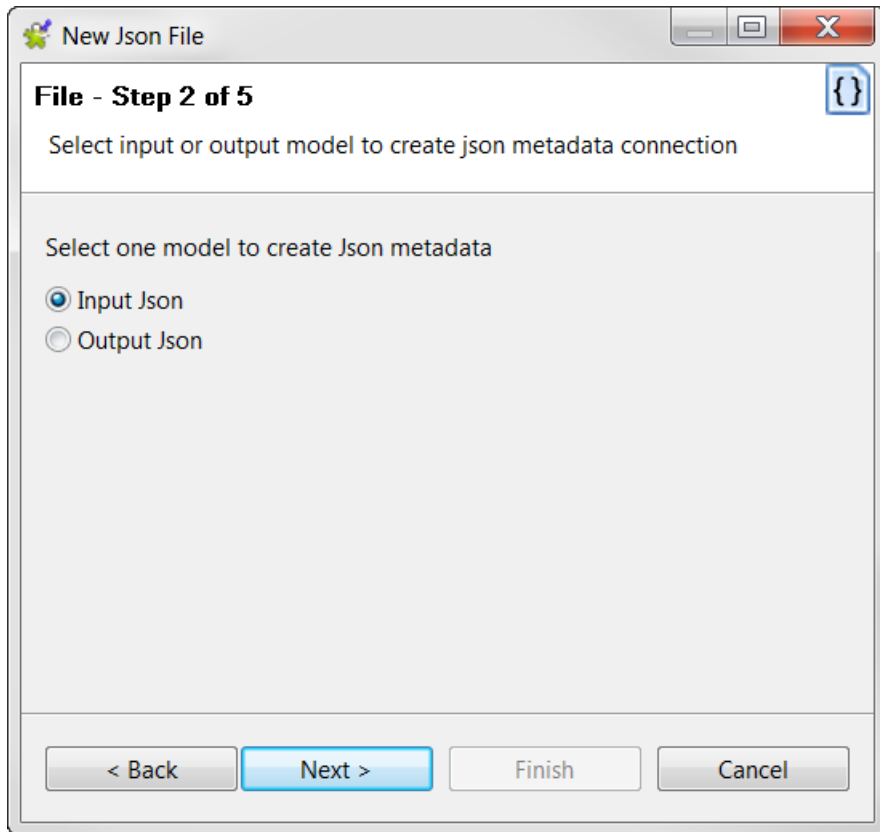 New Json File
File - Step 2 of 5
{}
Select input or output model to create json metadata connection
Select one model to create Json metadata
Input Json
Output Json
< Back Next > Finish Cancel